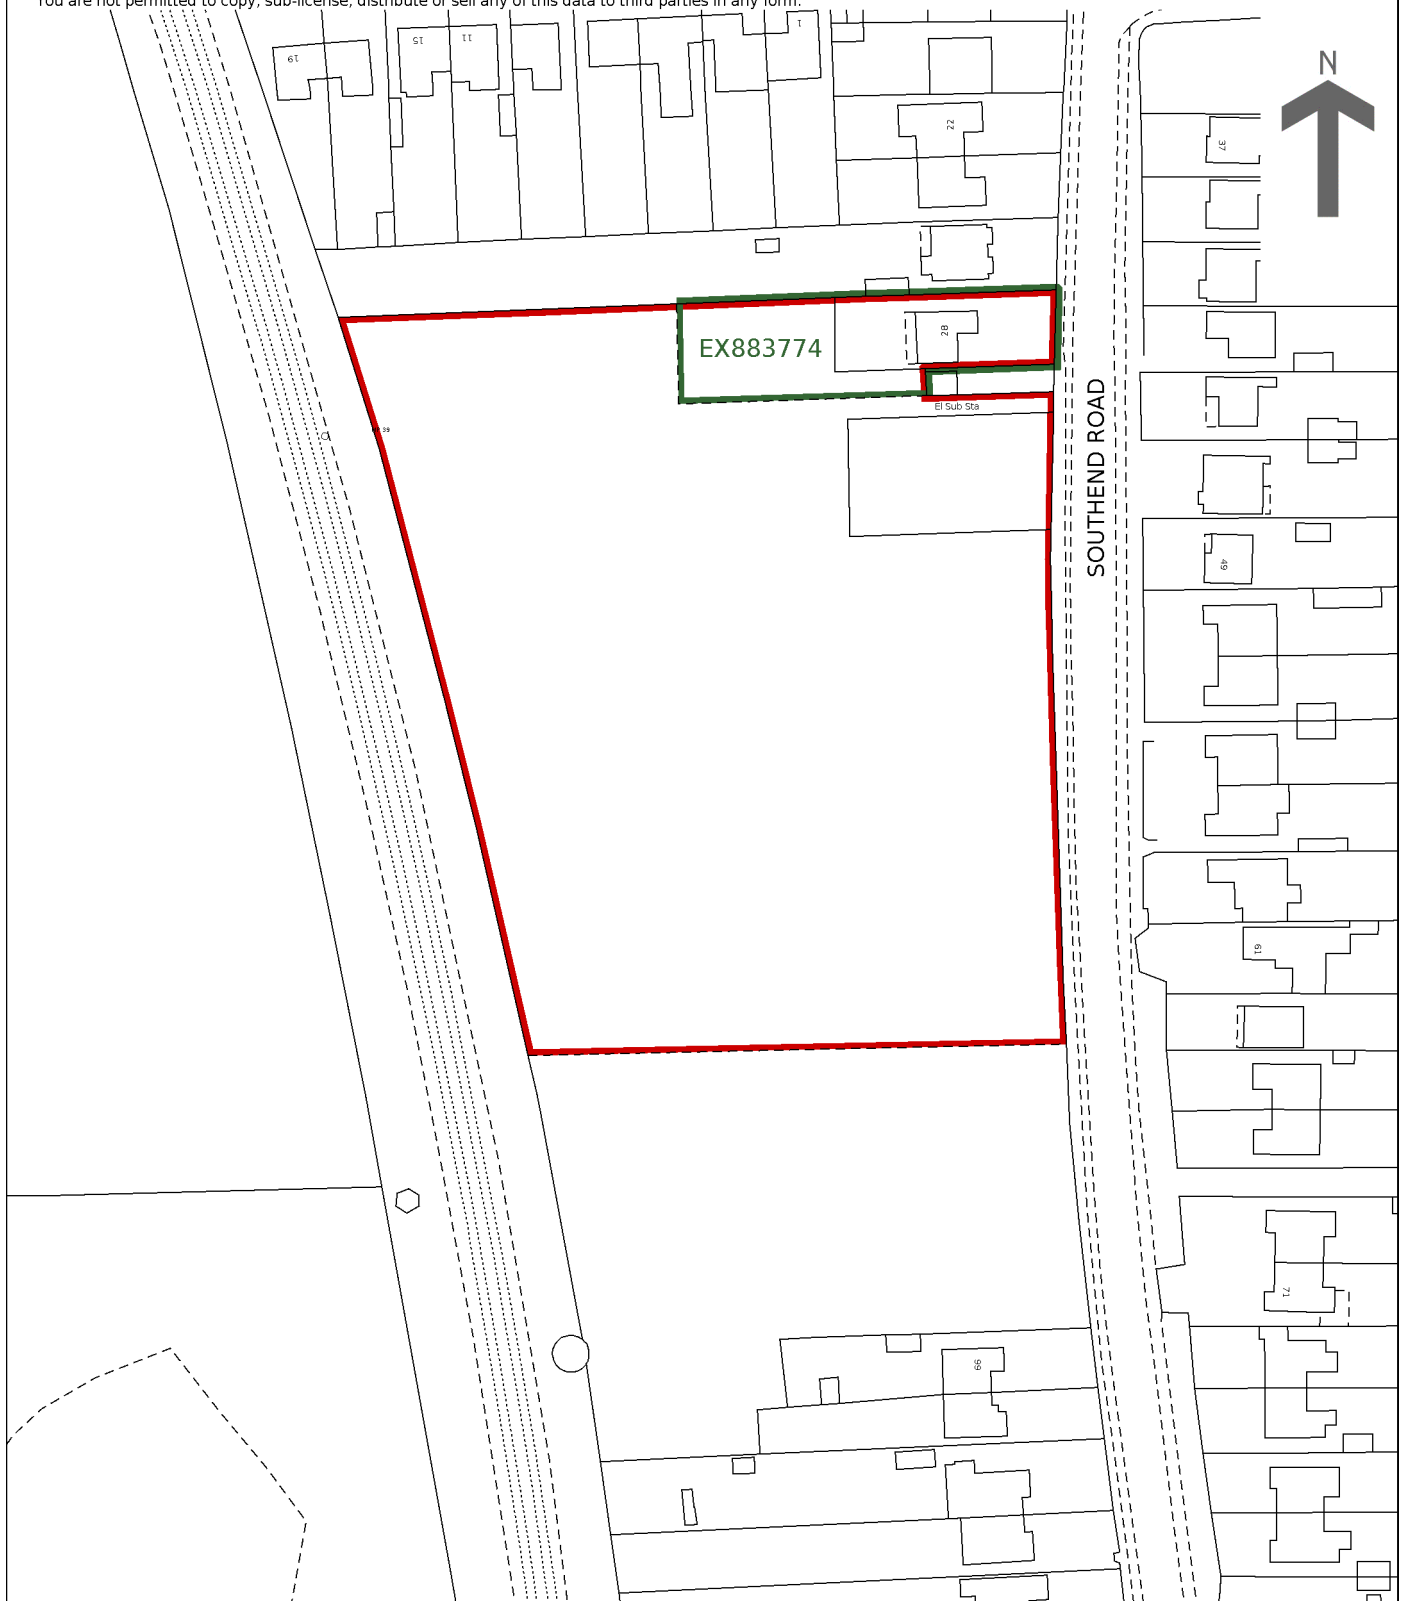 You are not permitted to copy, sub-license, distribute or sell any of this data to third parties in any form.
19
15
11
1
N
22
37
28
EX883774
El Sub Sta
39
SOUTHEND ROAD
49
61
71
66